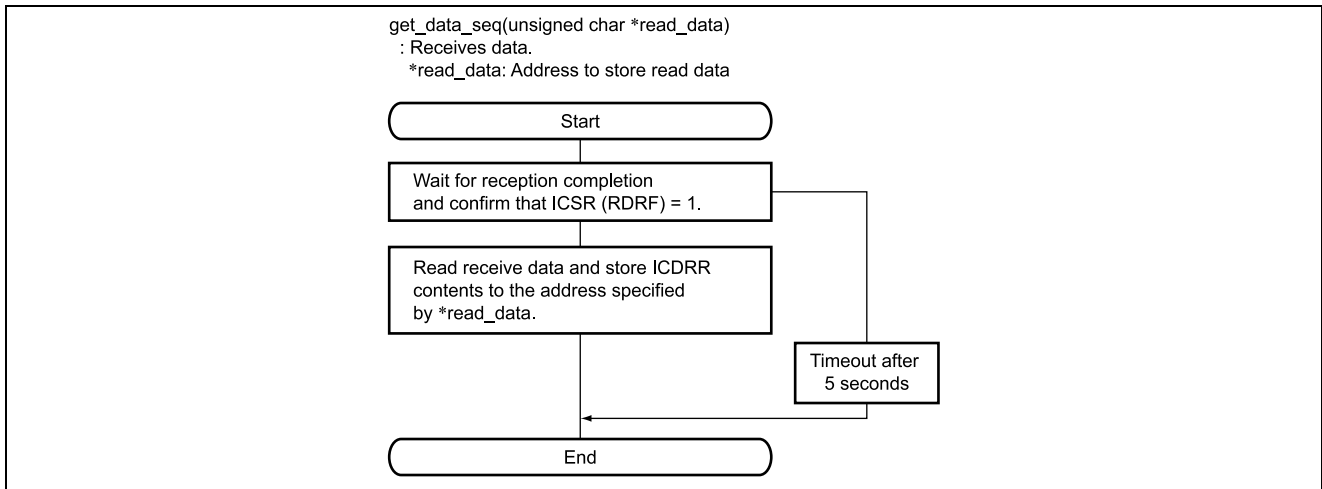 get_data_seq(unsigned char *read_data)
: Receives data.
*read_data: Address to store read data
Start
Wait for reception completion
and confirm that ICSR (RDRF) = 1.
Read receive data and store ICDRR
contents to the address specified
by *read_data.
Timeout after
5 seconds
End